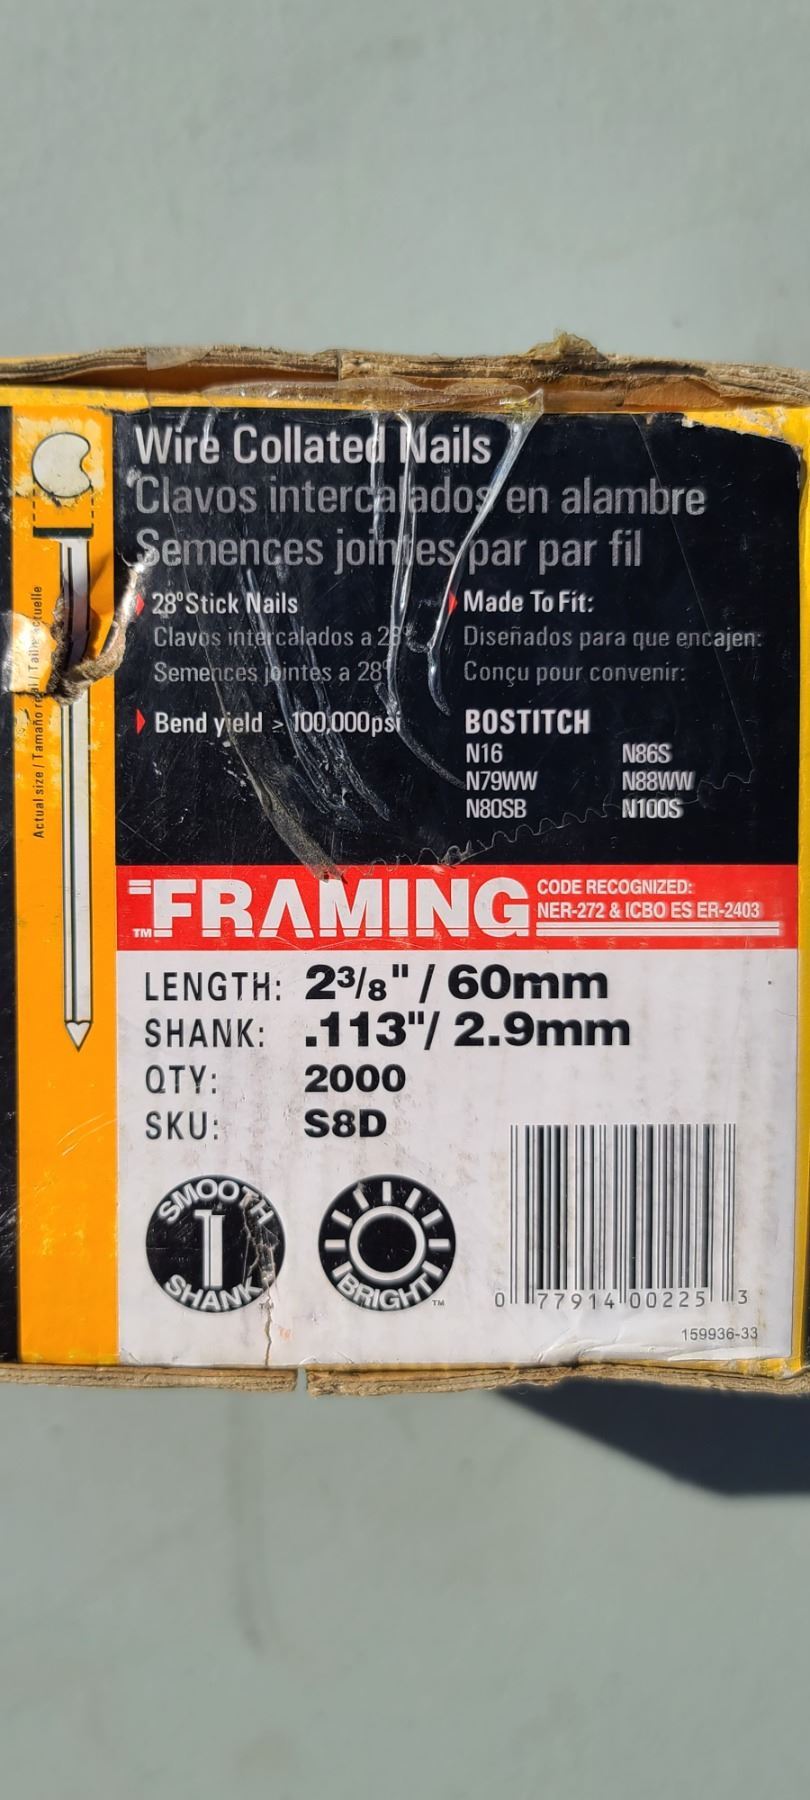 Wire Collated Nails
Clavos intercalados en alambre
Semences jointes par par fil
28°Stick Nails
Clavos intercalados a 28°
Semences jointes a 28°
Bend yield > 100,000psi
Made To Fit:
Diseñados para que encajen:
Conçu pour convenir:
BOSTITCH
N16 N86S
N79WW N88WW
N80SB N100S
Actual size / Tamaño real / Taille actuelle
FRAMING
TM
CODE RECOGNIZED:
NER-272 & ICBO ES ER-2403
LENGTH: 2 3/8" / 60mm
SHANK: .113"/ 2.9mm
QTY: 2000
SKU: S8D
SMOOTH
SHANK
TM
BRIGHT
TM
0 77914 00225 3
159936-33